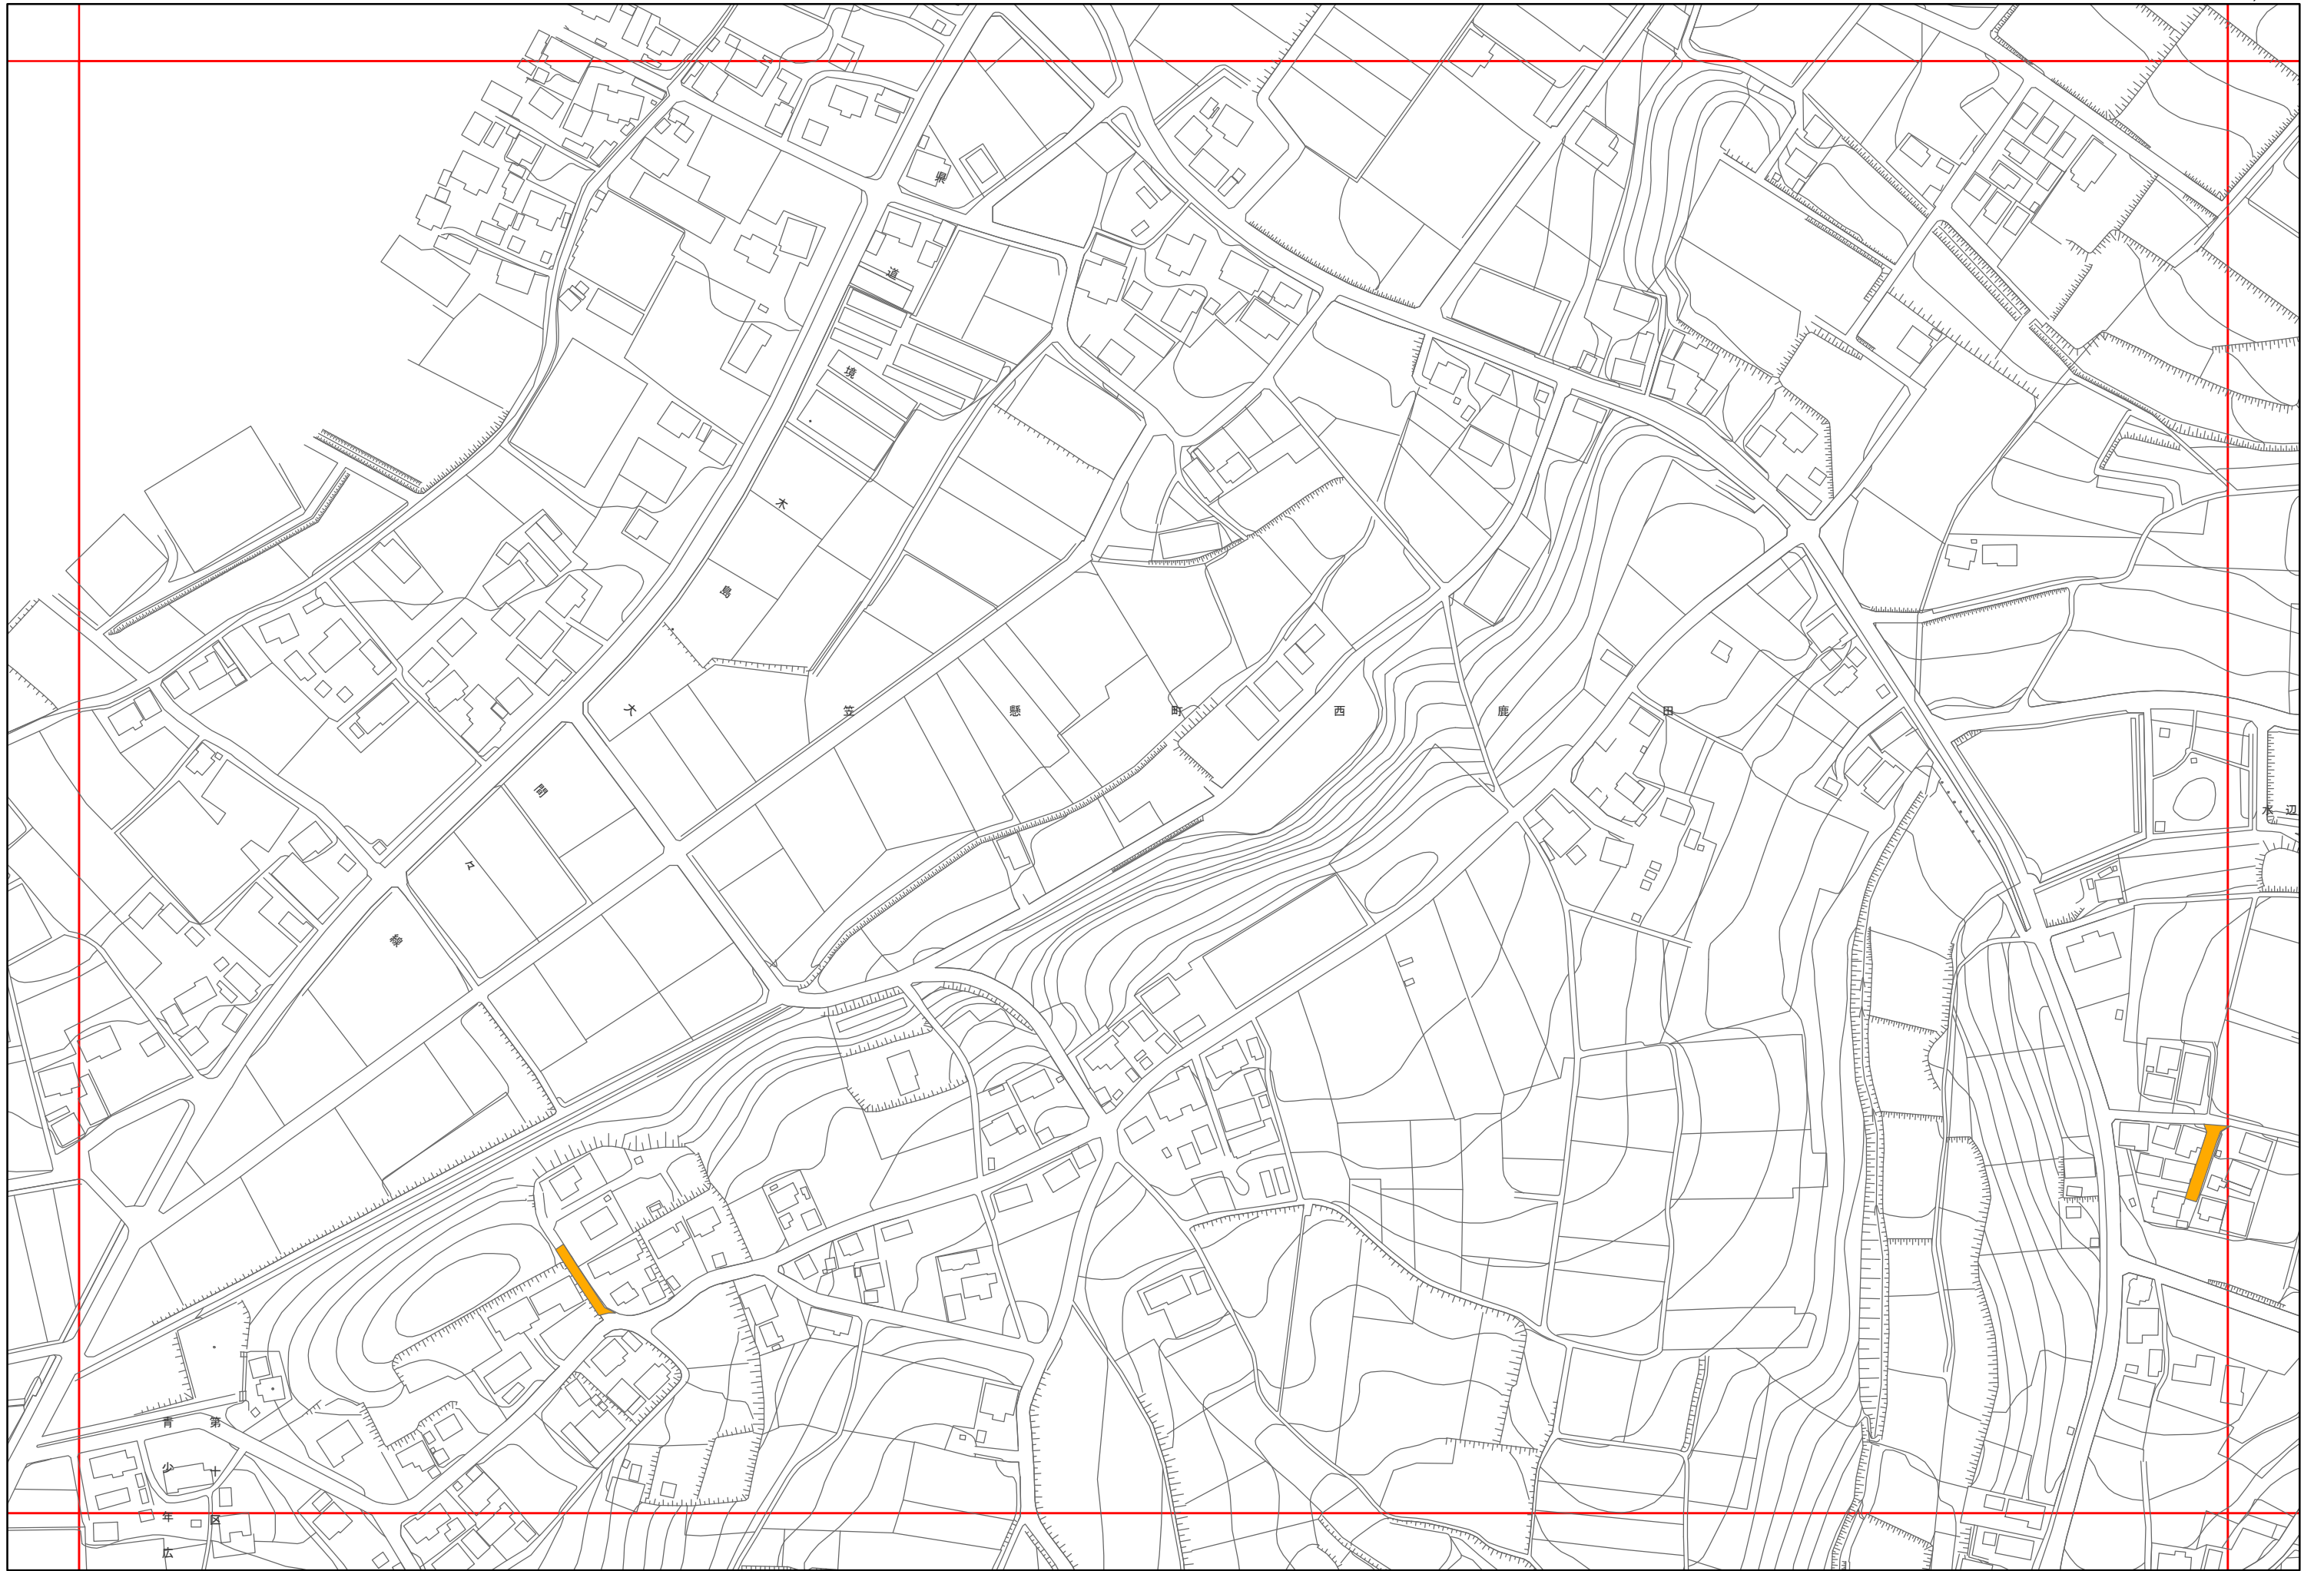 県道境木島大間々線
笠懸町西鹿田
水辺
第十区
青少年広